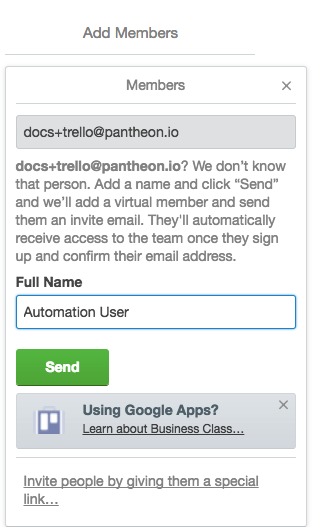 Add Members
Members
docs+trello@pantheon.io
docs+trello@pantheon.io? We don't know
that person. Add a name and click “Send”
and we'll add a virtual member and send
them an invite email. They'll automatically
receive access to the team once they sign
up and confirm their email address.
Full Name
Automation User
Send
Using Google Apps?
Learn about Business Class…
Invite people by giving them a special
link…